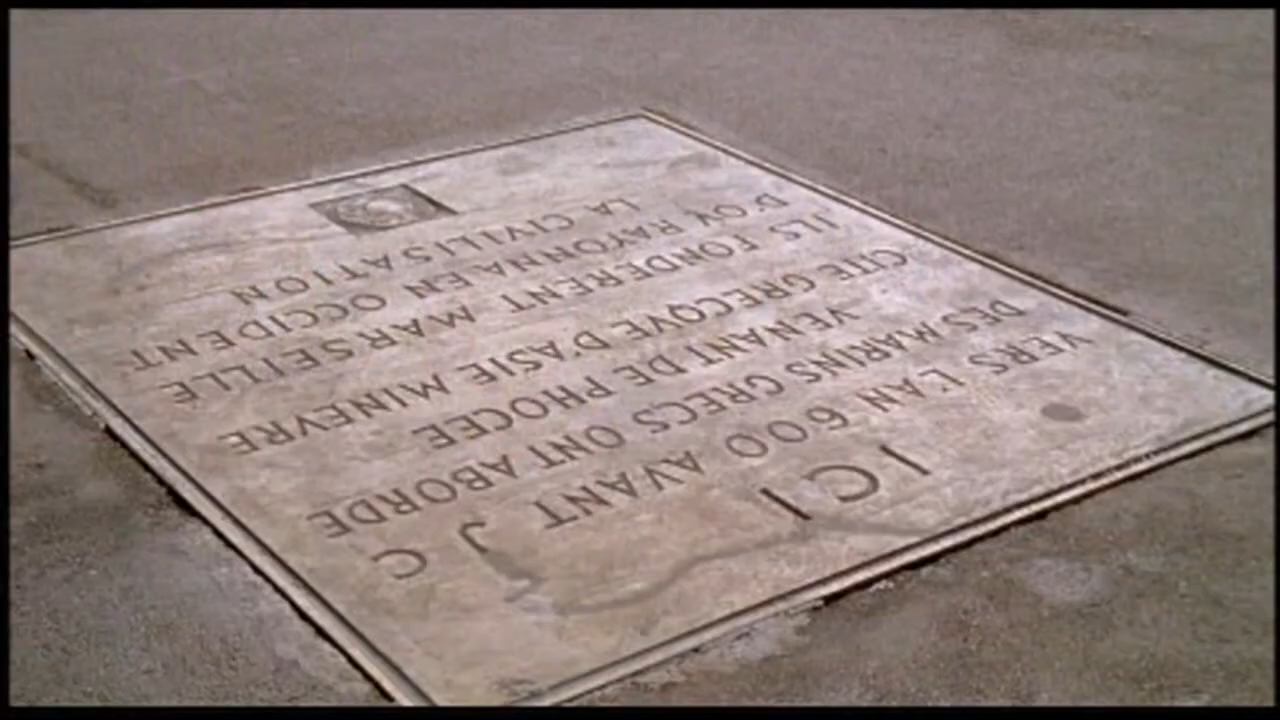 ICI
VERS L'AN 600 AVANT J C
DES MARINS GRECS ONT ABORDE
VENANT DE PHOCEE
CITE GRECQVE D'ASIE MINEVRE
ILS FONDERENT MARSEILLE
D'OV RAYONNA EN OCCIDENT
LA CIVILISATION